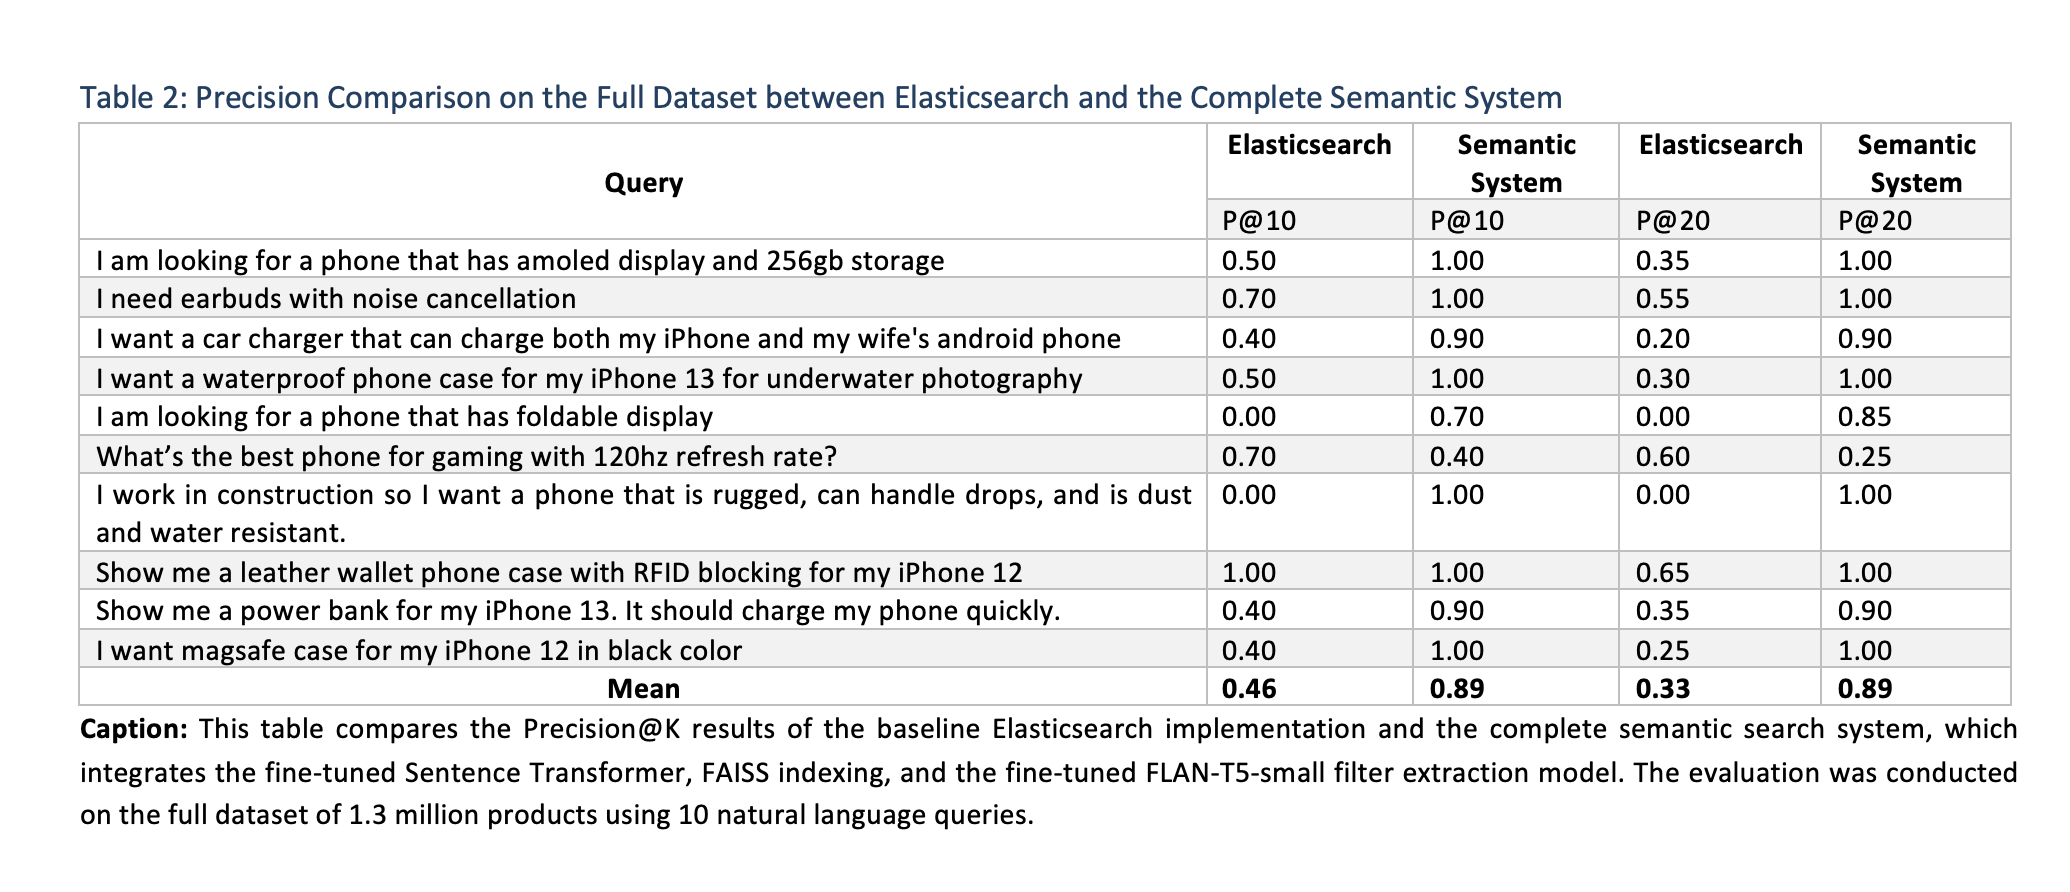 Table 2: Precision Comparison on the Full Dataset between Elasticsearch and the Complete Semantic System
Query Elasticsearch Semantic System Elasticsearch Semantic System
P@10 P@10 P@20 P@20
I am looking for a phone that has amoled display and 256gb storage 0.50 1.00 0.35 1.00
I need earbuds with noise cancellation 0.70 1.00 0.55 1.00
I want a car charger that can charge both my iPhone and my wife's android phone 0.40 0.90 0.20 0.90
I want a waterproof phone case for my iPhone 13 for underwater photography 0.50 1.00 0.30 1.00
I am looking for a phone that has foldable display 0.00 0.70 0.00 0.85
What’s the best phone for gaming with 120hz refresh rate? 0.70 0.40 0.60 0.25
I work in construction so I want a phone that is rugged, can handle drops, and is dust 0.00 1.00 0.00 1.00
and water resistant.
Show me a leather wallet phone case with RFID blocking for my iPhone 12 1.00 1.00 0.65 1.00
Show me a power bank for my iPhone 13. It should charge my phone quickly. 0.40 0.90 0.35 0.90
I want magsafe case for my iPhone 12 in black color 0.40 1.00 0.25 1.00
Mean 0.46 0.89 0.33 0.89
Caption: This table compares the Precision@K results of the baseline Elasticsearch implementation and the complete semantic search system, which
integrates the fine-tuned Sentence Transformer, FAISS indexing, and the fine-tuned FLAN-T5-small filter extraction model. The evaluation was conducted
on the full dataset of 1.3 million products using 10 natural language queries.